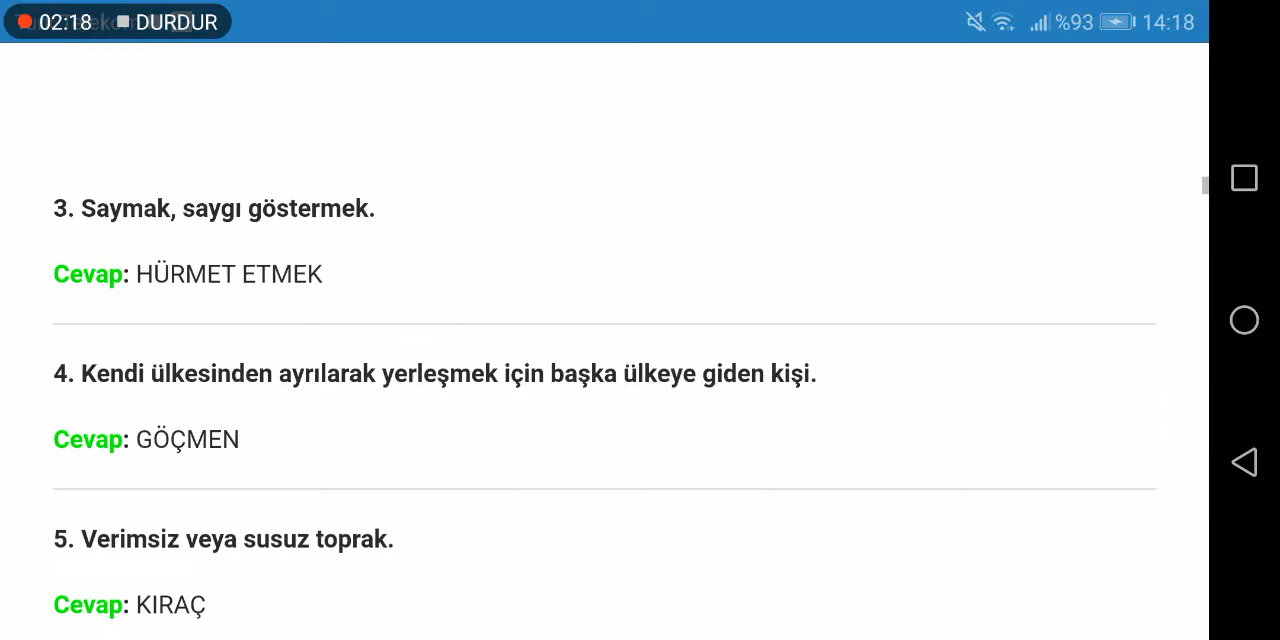 02:18 DURDUR %93 14:18
3. Saymak, saygı göstermek.
Cevap: HÜRMET ETMEK
4. Kendi ülkesinden ayrılarak yerleşmek için başka ülkeye giden kişi.
Cevap: GÖÇMEN
5. Verimsiz veya susuz toprak.
Cevap: KIRAÇ